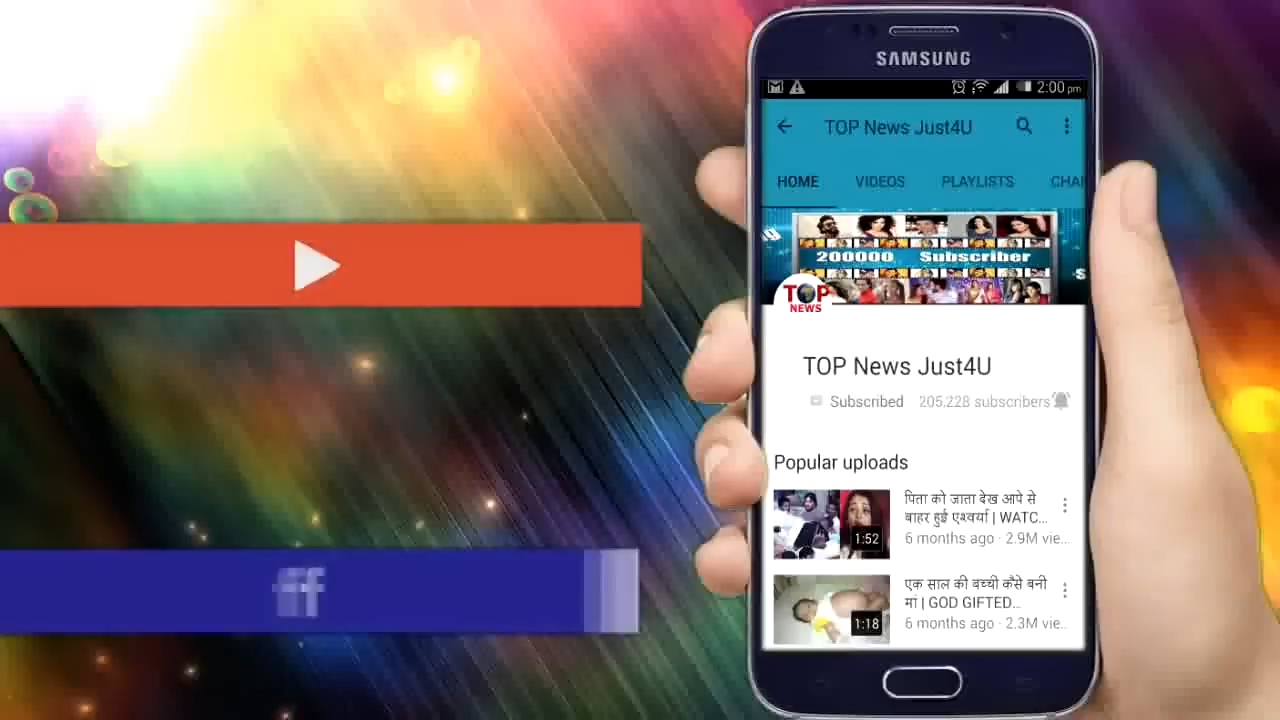 SAMSUNG
2:00 pm
TOP News Just4U
HOME VIDEOS PLAYLISTS CHA
200000 Subscriber
TOP
NEWS
TOP News Just4U
Subscribed 205,228 subscribers
Popular uploads
पिता को जाता देख आपे से
बाहर हुई एश्वर्या | WATC...
1:52
6 months ago · 2.9M vie...
एक साल की बच्ची कैसे बनी
मां | GOD GIFTED...
1:18
6 months ago · 2.3M vie...